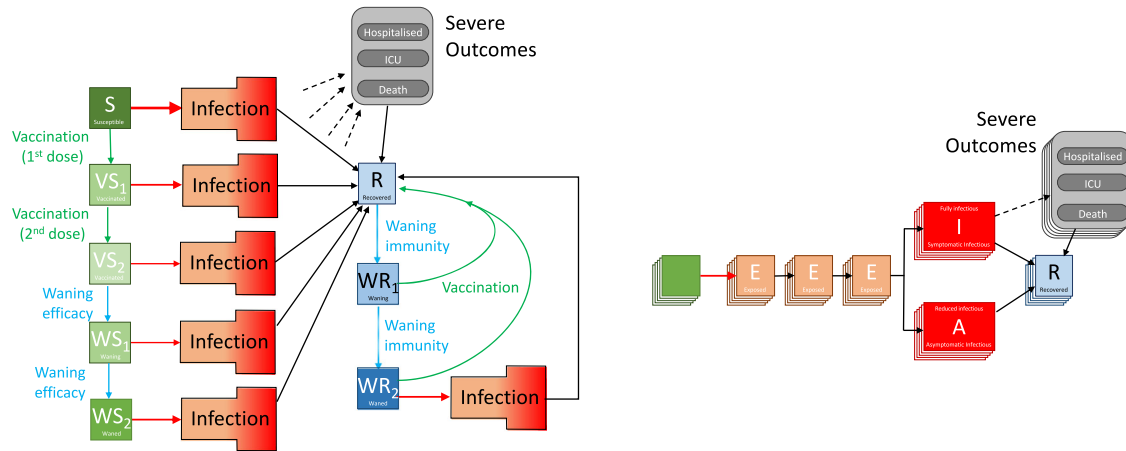 Severe
Outcomes
Hospitalised
ICU
Death
S
Susceptible
Infection
Vaccination
(1st dose)
VS1
Vaccinated
Infection
Vaccination
(2nd dose)
VS2
Vaccinated
Infection
Waning
efficacy
WS1
Waning
Infection
Waning
efficacy
WS2
Waned
Infection
R
Recovered
Waning
immunity
WR1
Waning
Vaccination
Waning
immunity
WR2
Waned
Infection
Severe
Outcomes
Hospitalised
ICU
Death
E
Exposed
E
Exposed
E
Exposed
Fully infectious
I
Symptomatic Infectious
Reduced infectious
A
Asymptomatic Infectious
R
Recovered